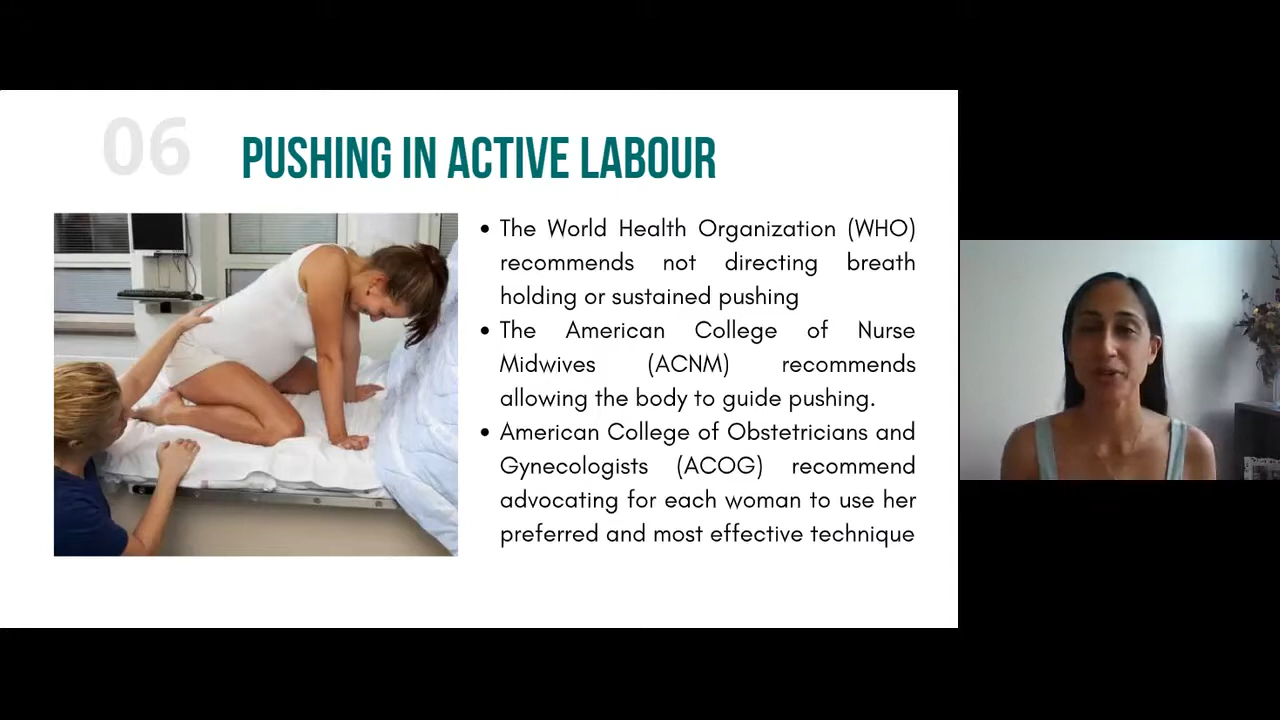 06
PUSHING IN ACTIVE LABOUR
• The World Health Organization (WHO)
recommends not directing breath
holding or sustained pushing
• The American College of Nurse
Midwives (ACNM) recommends
allowing the body to guide pushing.
• American College of Obstetricians and
Gynecologists (ACOG) recommend
advocating for each woman to use her
preferred and most effective technique